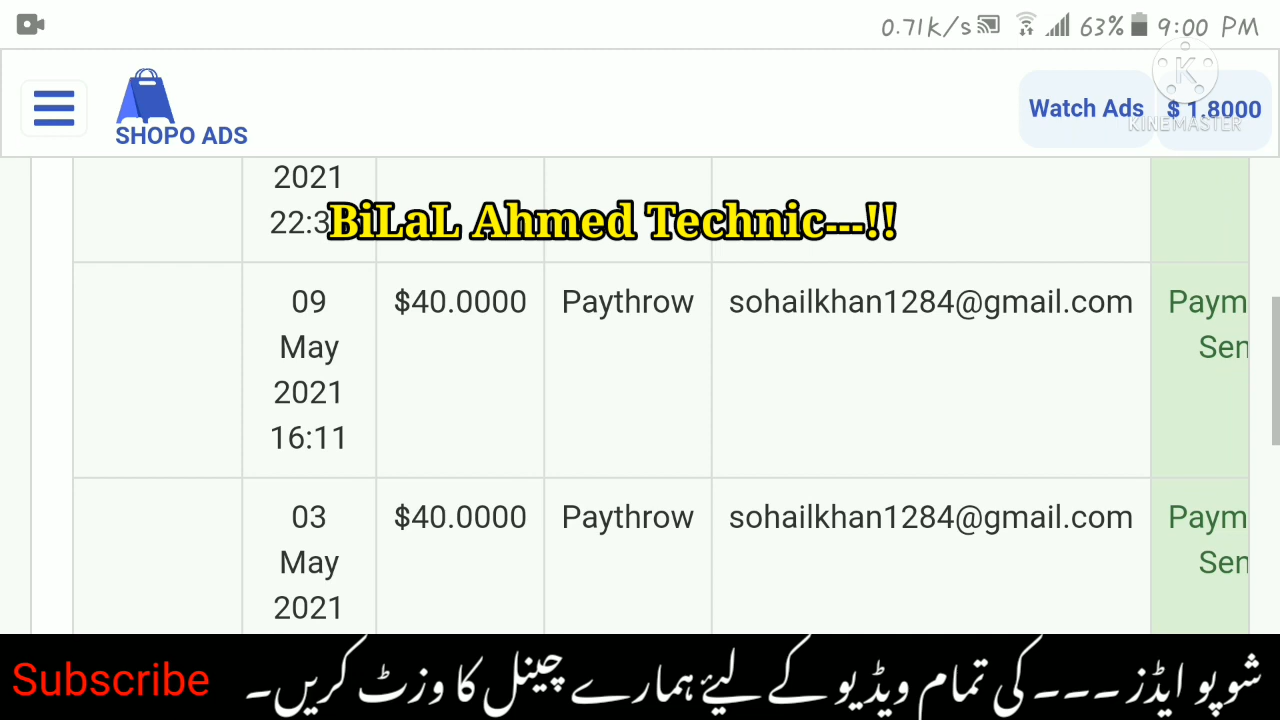 0.71K/s 63% 9:00 PM
SHOPO ADS
Watch Ads $ 1.8000
KINEMASTER
2021
BiLaL Ahmed Technic---!!
09 May 2021 16:11 $40.0000 Paythrow sohailkhan1284@gmail.com Paym Sen
03 May 2021 $40.0000 Paythrow sohailkhan1284@gmail.com Paym Sen
Subscribe
شوپو ایڈز ۔۔۔ کی تمام ویڈیو کے لیئے ہمارے چینل کا وزٹ کریں۔